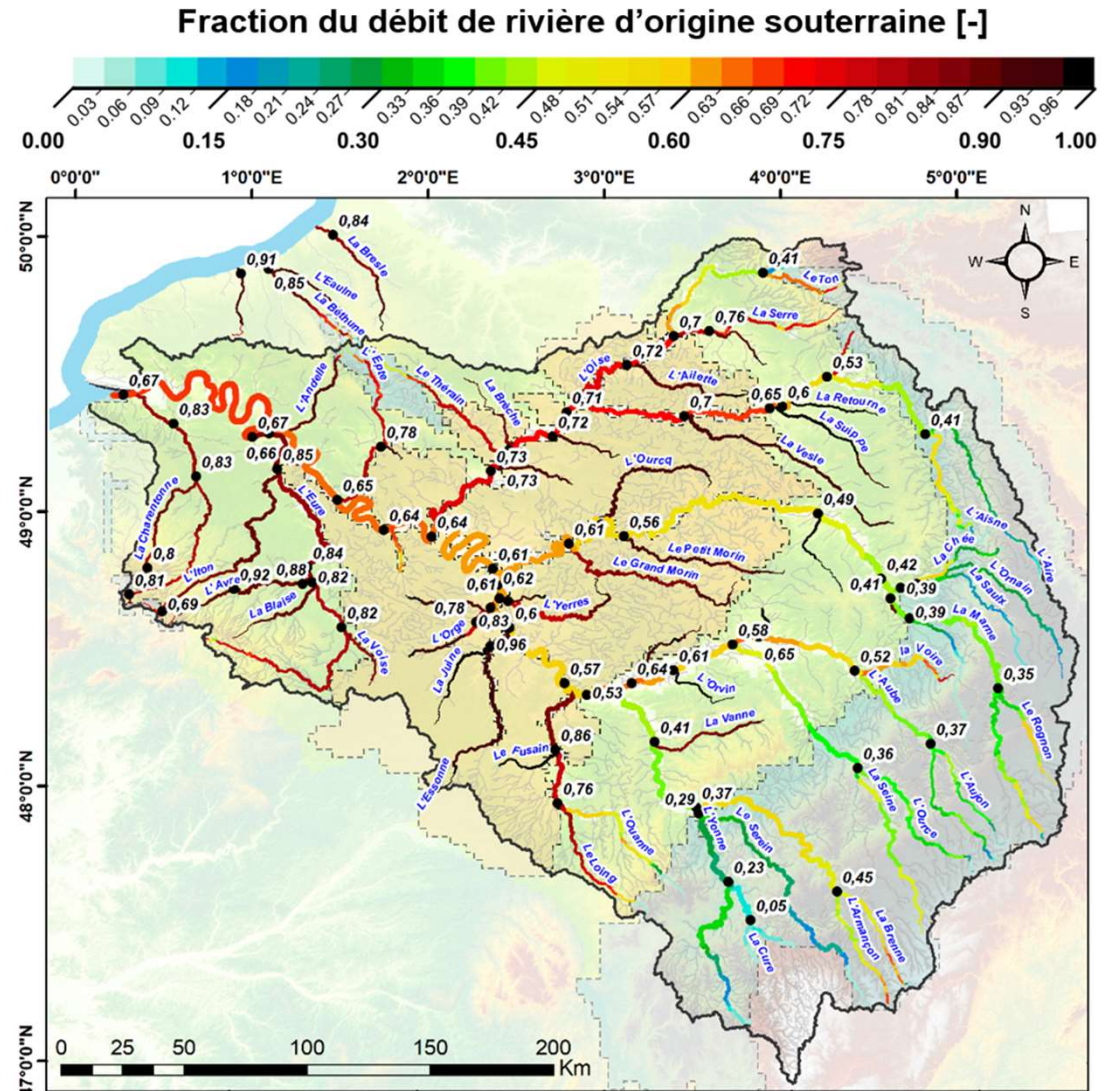 Fraction du débit de rivière d'origine souterraine [-]
0.03 0.06 0.09 0.12 0.18 0.21 0.24 0.27 0.33 0.36 0.39 0.42 0.48 0.51 0.54 0.57 0.63 0.66 0.69 0.72 0.78 0.81 0.84 0.87 0.93 0.96
0.00 0.15 0.30 0.45 0.60 0.75 0.90 1.00
0°0'0" 1°0'0"E 2°0'0"E 3°0'0"E 4°0'0"E 5°0'0"E
50°0'0"N
49°0'0"N
48°0'0"N
47°0'0"N
N
W E
S
0,84
La Bresle
0,91
0,85
L'Eaulne
La Béthune
0,41
Le Ton
0,7
0,76
La Serre
0,72
L'Oise
L'Ailette
0,53
L'Epte
Le Thérain
La Brèche
L'Andelle
0,67
0,83
0,67
0,71
0,7
0,65
0,6
La Retourne
La Suippe
0,41
0,72
La Vesle
0,78
0,66
0,85
0,83
0,73
0,73
L'Ourcq
L'Eure
0,65
0,49
L'Aisne
La Charentonne
0,64
0,64
0,61
0,56
La Chée
L'Aire
Le Petit Morin
0,61
Le Grand Morin
L'Ornain
La Saulx
0,8
0,81
L'Iton
L'Avre
0,92
0,88
0,84
0,82
0,61
0,62
0,42
0,41
0,39
0,39
La Marne
0,69
La Blaise
0,78
0,6
L'Yerres
0,82
La Voise
L'Orge
0,83
0,96
La Juine
0,58
0,65
0,52
la Voire
0,61
0,64
L'Orvin
L'Aube
0,57
0,53
0,35
Le Rognon
0,41
La Vanne
0,37
0,86
Le Fusain
L'Essonne
0,36
La Seine
L'Aujon
L'Ource
0,76
0,29
0,37
L'Ouanne
Le Loing
L'Yonne
Le Serein
0,23
0,45
0,05
La Cure
L'Armançon
La Brenne
0 25 50 100 150 200
Km